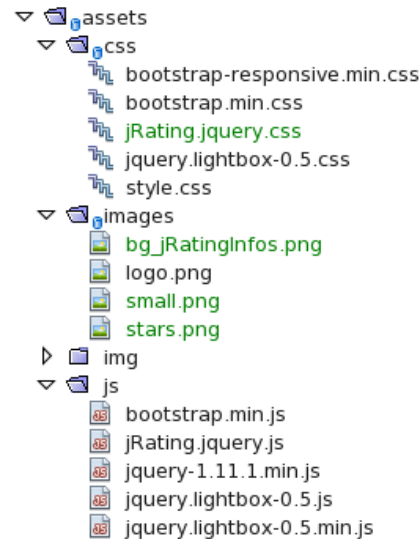 assets
css
bootstrap-responsive.min.css
bootstrap.min.css
jRating.jquery.css
jquery.lightbox-0.5.css
style.css
images
bg_jRatingInfos.png
logo.png
small.png
stars.png
img
js
bootstrap.min.js
jRating.jquery.js
jquery-1.11.1.min.js
jquery.lightbox-0.5.js
jquery.lightbox-0.5.min.js